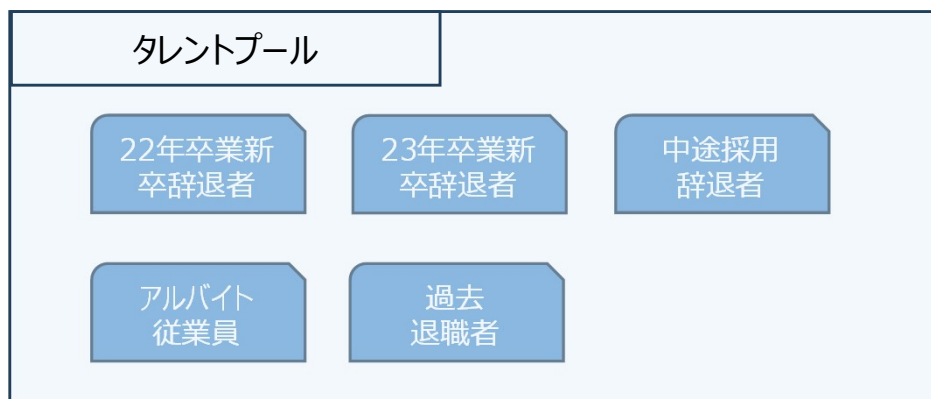 タレントプール
22年卒業新
卒辞退者
23年卒業新
卒辞退者
中途採用
辞退者
アルバイト
従業員
過去
退職者